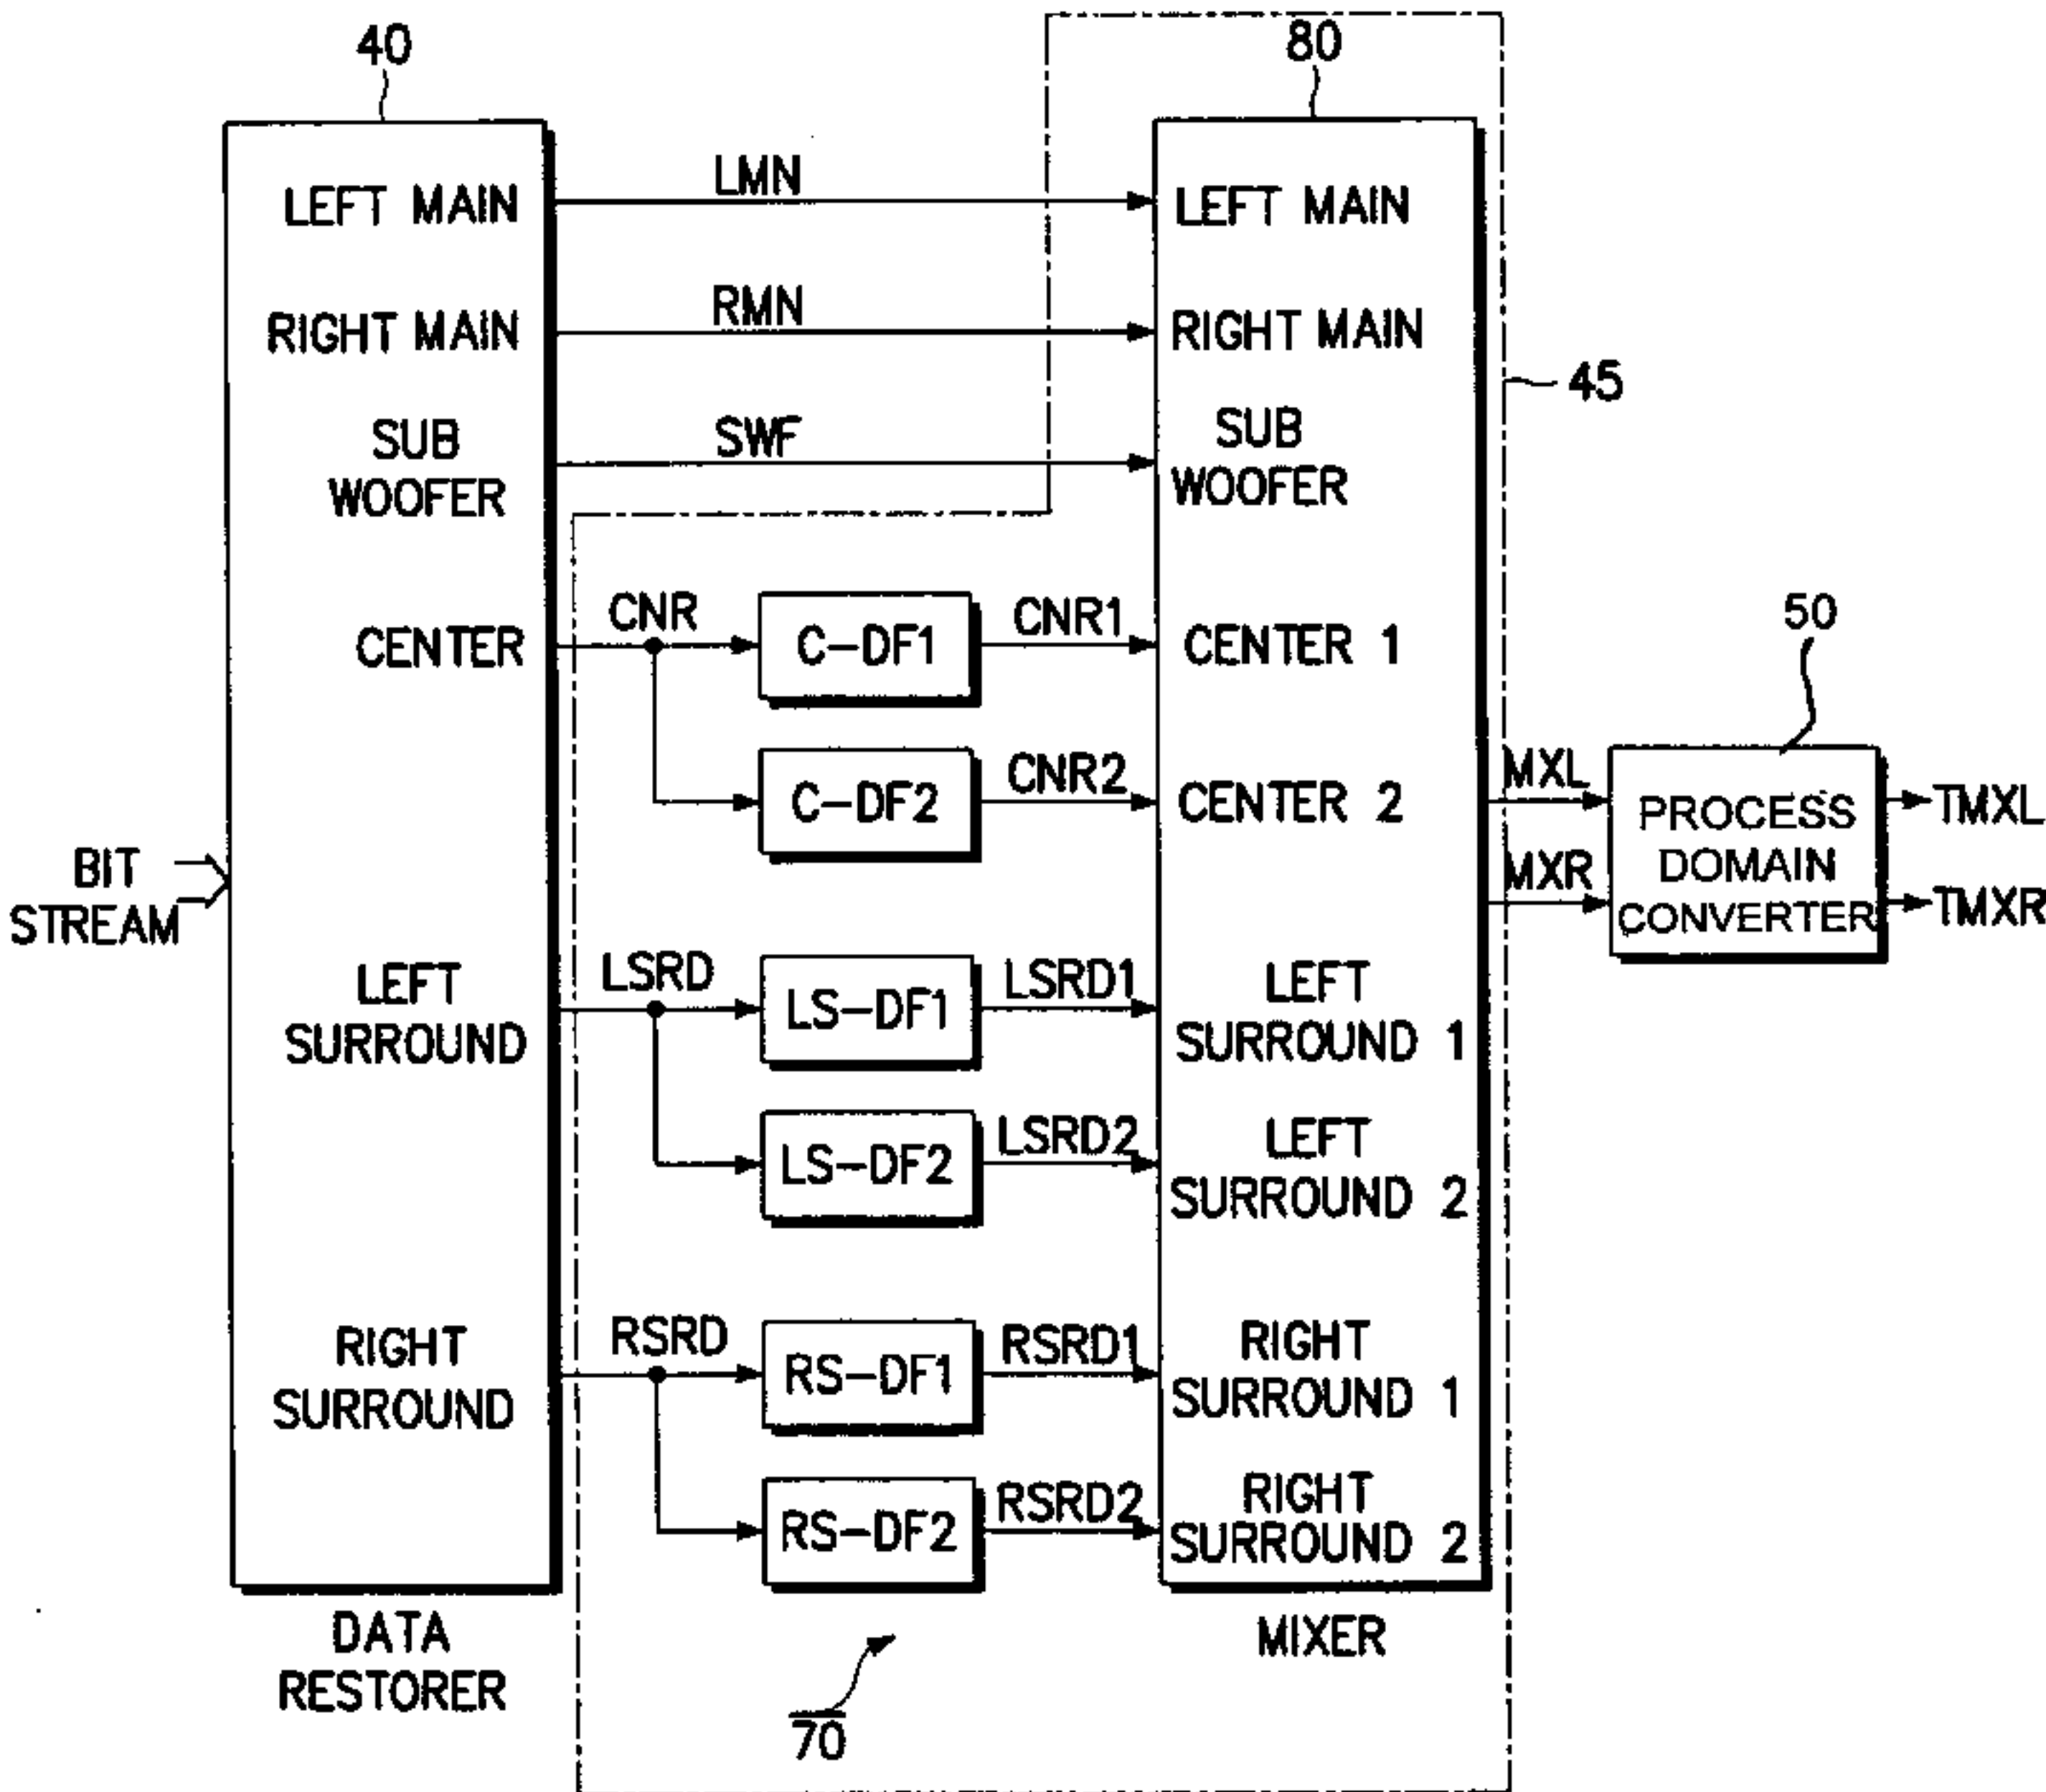 40
80
LEFT MAIN
LMN
LEFT MAIN
RIGHT MAIN
RMN
RIGHT MAIN
45
SUB
WOOFER
SWF
SUB
WOOFER
CENTER
CNR
C-DF1
CNR1
CENTER 1
50
C-DF2
CNR2
CENTER 2
MXL
MXR
PROCESS
DOMAIN
CONVERTER
TMXL
TMXR
BIT
STREAM
LEFT
SURROUND
LSRD
LS-DF1
LSRD1
LEFT
SURROUND 1
LS-DF2
LSRD2
LEFT
SURROUND 2
RIGHT
SURROUND
RSRD
RS-DF1
RSRD1
RIGHT
SURROUND 1
RS-DF2
RSRD2
RIGHT
SURROUND 2
DATA
RESTORER
70
MIXER